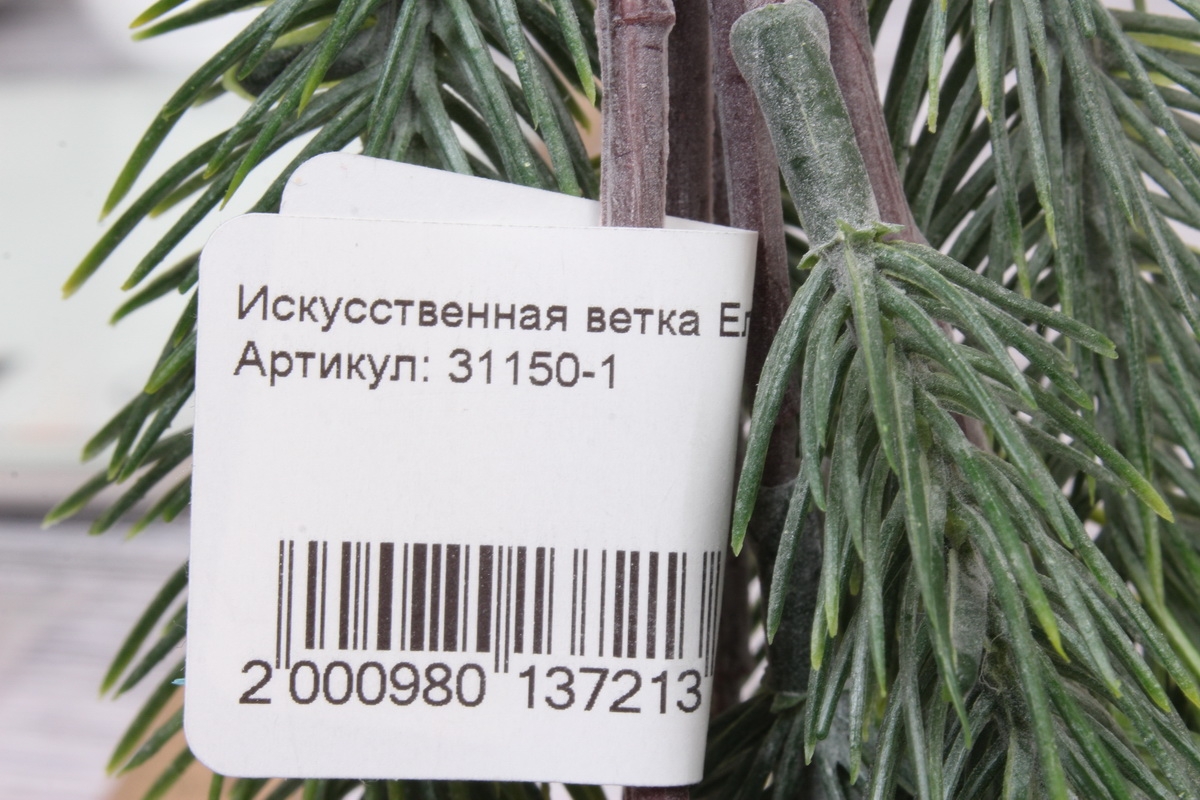 Искусственная ветка Ел
Артикул: 31150-1
2 000980 137213